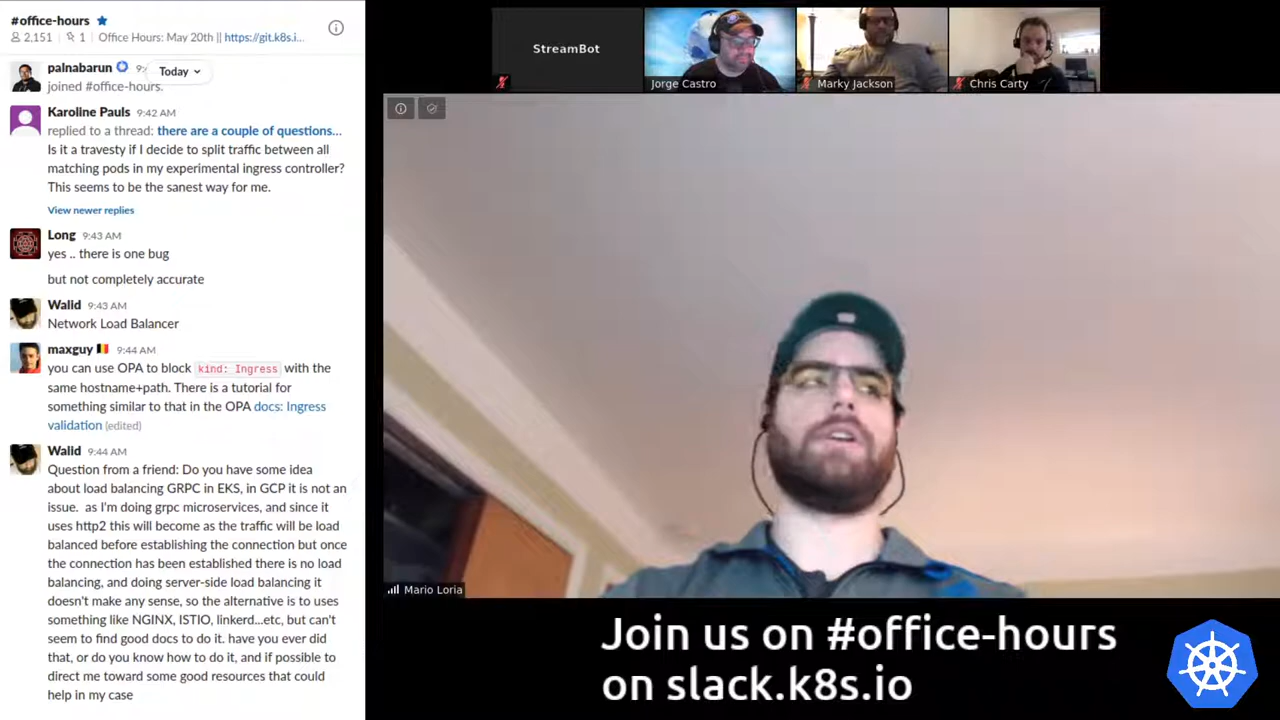 #office-hours
2,151 1 Office Hours: May 20th || https://git.k8s.i...
palnabarun 9:
Today
joined #office-hours.
Karoline Pauls 9:42 AM
replied to a thread: there are a couple of questions...
Is it a travesty if I decide to split traffic between all
matching pods in my experimental ingress controller?
This seems to be the sanest way for me.
View newer replies
Long 9:43 AM
yes .. there is one bug
but not completely accurate
Walid 9:43 AM
Network Load Balancer
maxguy 9:44 AM
you can use OPA to block kind: Ingress with the
same hostname+path. There is a tutorial for
something similar to that in the OPA docs: Ingress
validation (edited)
Walid 9:44 AM
Question from a friend: Do you have some idea
about load balancing GRPC in EKS, in GCP it is not an
issue. as I'm doing grpc microservices, and since it
uses http2 this will become as the traffic will be load
balanced before establishing the connection but once
the connection has been established there is no load
balancing, and doing server-side load balancing it
doesn't make any sense, so the alternative is to uses
something like NGINX, ISTIO, linkerd...etc, but can't
seem to find good docs to do it. have you ever did
that, or do you know how to do it, and if possible to
direct me toward some good resources that could
help in my case
StreamBot
Jorge Castro
Marky Jackson
Chris Carty
Mario Loria
Join us on #office-hours
on slack.k8s.io